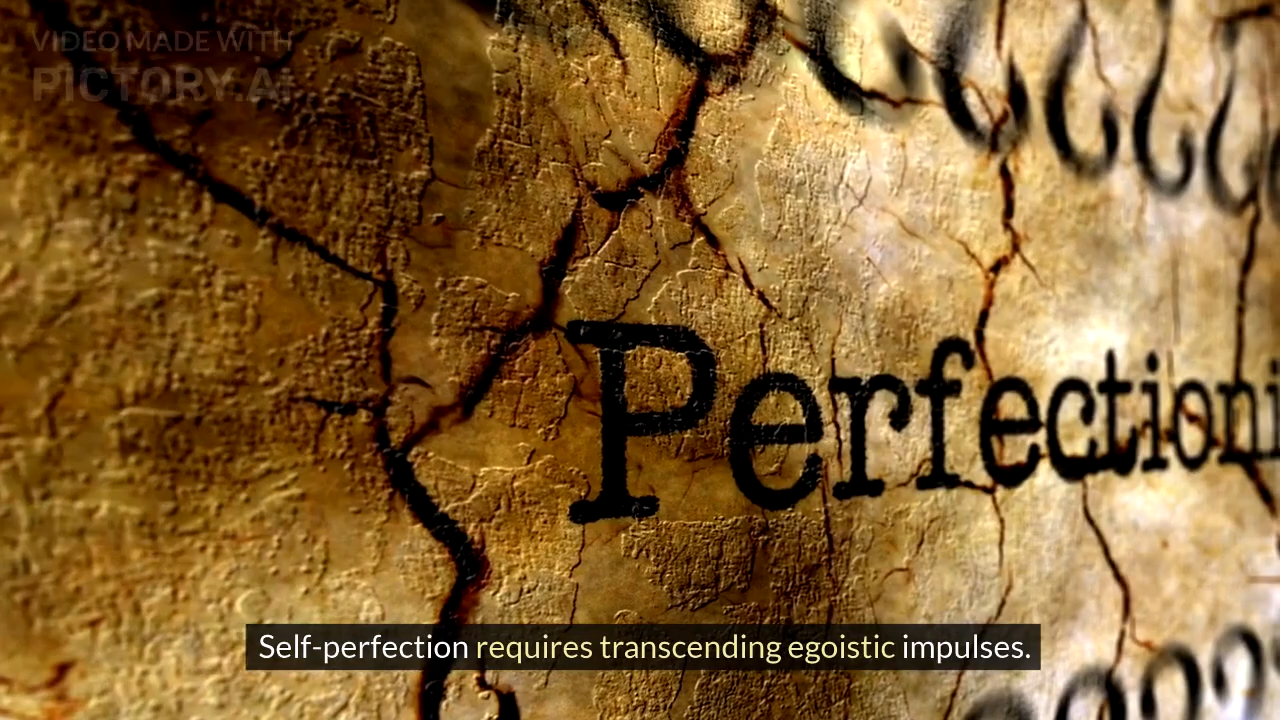 VIDEO MADE WITH
PICTORY.AI
Perfectioni
Self-perfection requires transcending egoistic impulses.